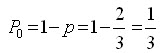 P₀ = 1 − p = 1 − 2/3 = 1/3